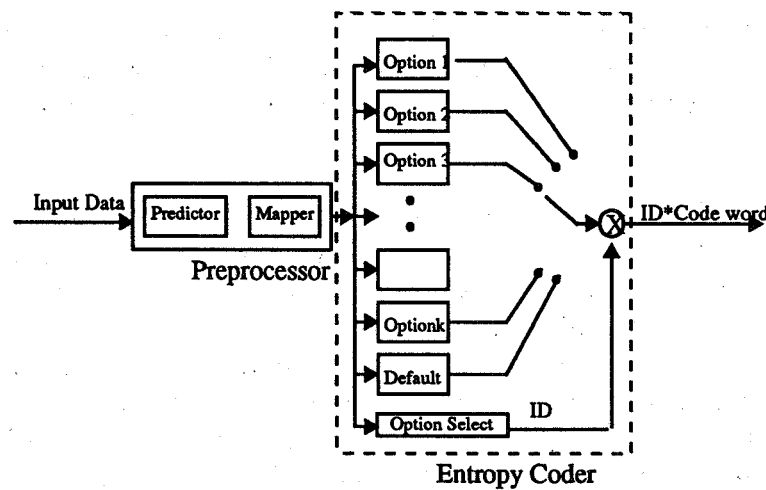 Option 1
Option 2
Option 3
Input Data
Predictor
Mapper
X
ID*Code word
Preprocessor
Optionk
Default
Option Select
ID
Entropy Coder